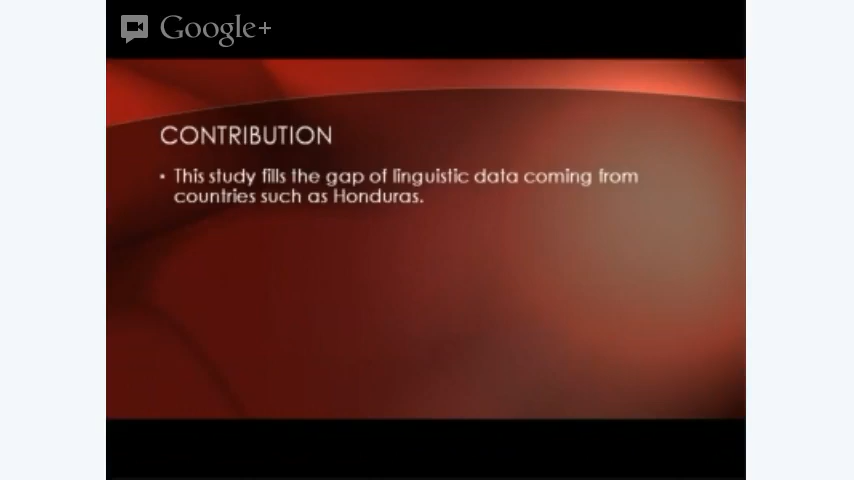 Google+
CONTRIBUTION
• This study fills the gap of linguistic data coming from
countries such as Honduras.